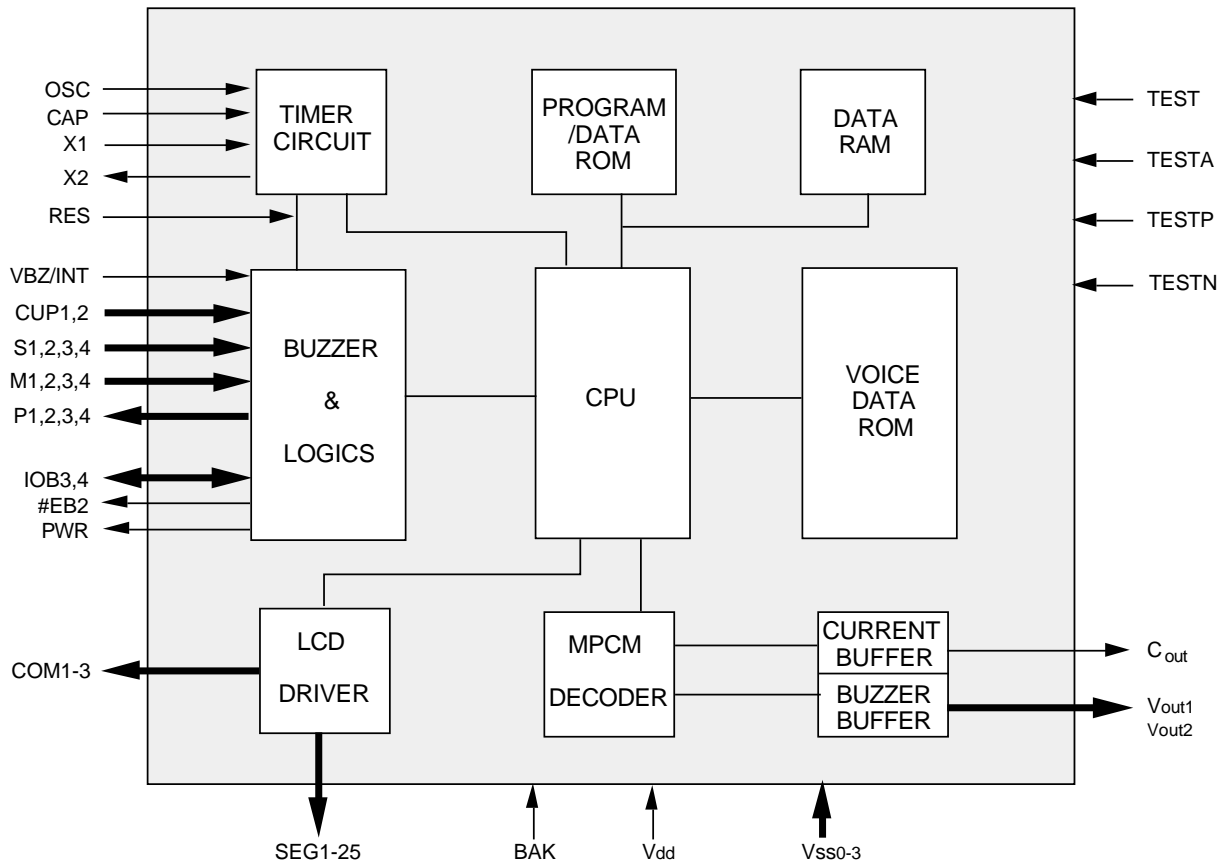 OSC
CAP
X1
X2
RES
VBZ/INT
CUP1,2
S1,2,3,4
M1,2,3,4
P1,2,3,4
IOB3,4
#EB2
PWR
COM1-3
TIMER
CIRCUIT
PROGRAM
/DATA
ROM
DATA
RAM
BUZZER
&
LOGICS
CPU
VOICE
DATA
ROM
LCD
DRIVER
MPCM
DECODER
CURRENT
BUFFER
BUZZER
BUFFER
TEST
TESTA
TESTP
TESTN
Cout
Vout1
Vout2
SEG1-25
BAK
Vdd
Vss0-3